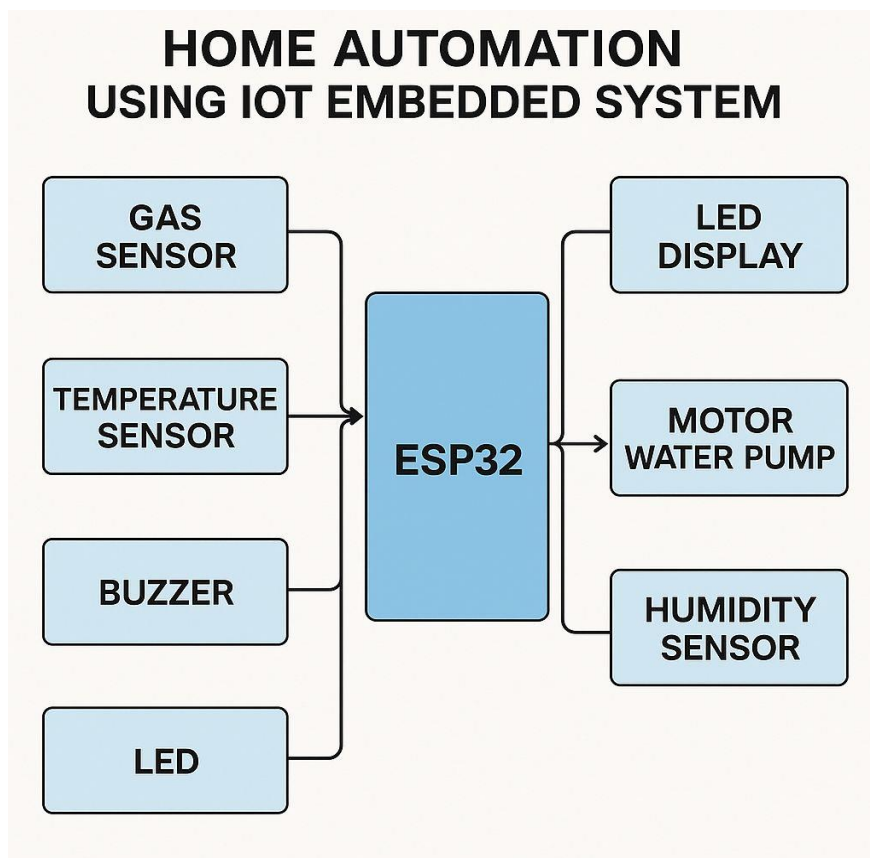 HOME AUTOMATION
USING IOT EMBEDDED SYSTEM
GAS
SENSOR
TEMPERATURE
SENSOR
BUZZER
LED
ESP32
LED
DISPLAY
MOTOR
WATER PUMP
HUMIDITY
SENSOR